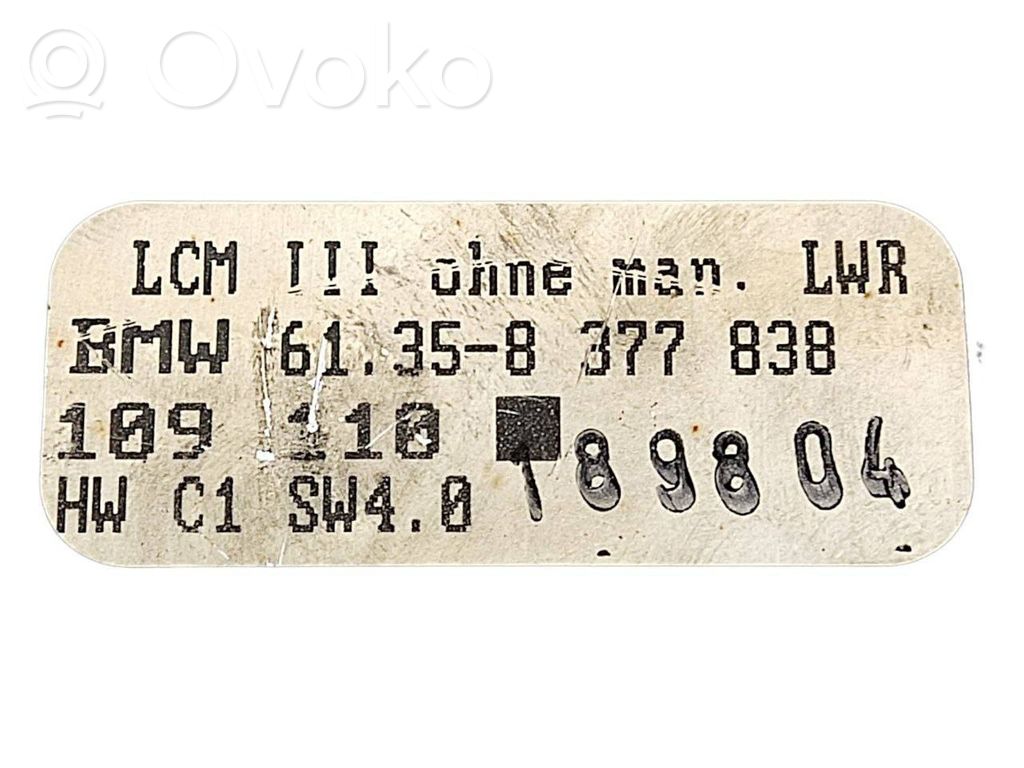 Ovoko
LCM III ohne man. LWR
BMW 61.35-8 377 838
109 110 189804
HW C1 SW4.0